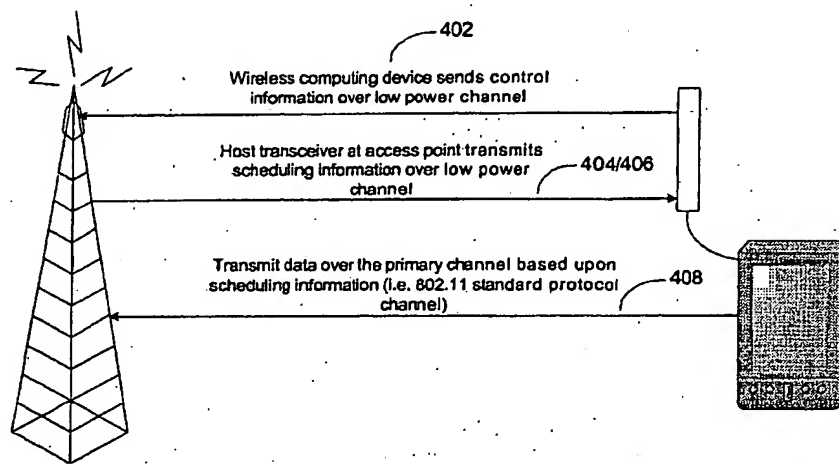 402
Wireless computing device sends control
information over low power channel
Host transceiver at access point transmits
scheduling information over low power
channel
404/406
Transmit data over the primary channel based upon
scheduling information (i.e. 802.11 standard protocol
channel)
408